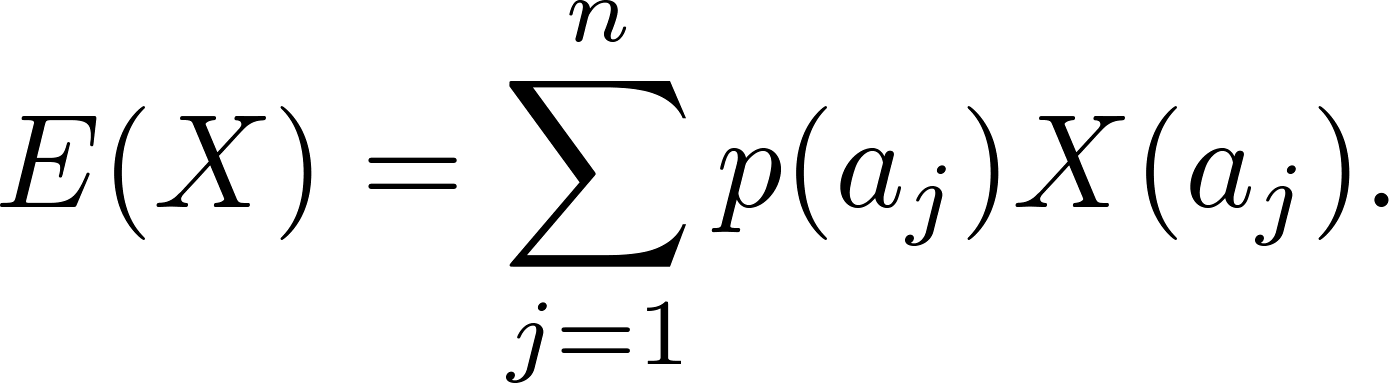 E(X) = \sum_{j=1}^{n} p(a_j)X(a_j).